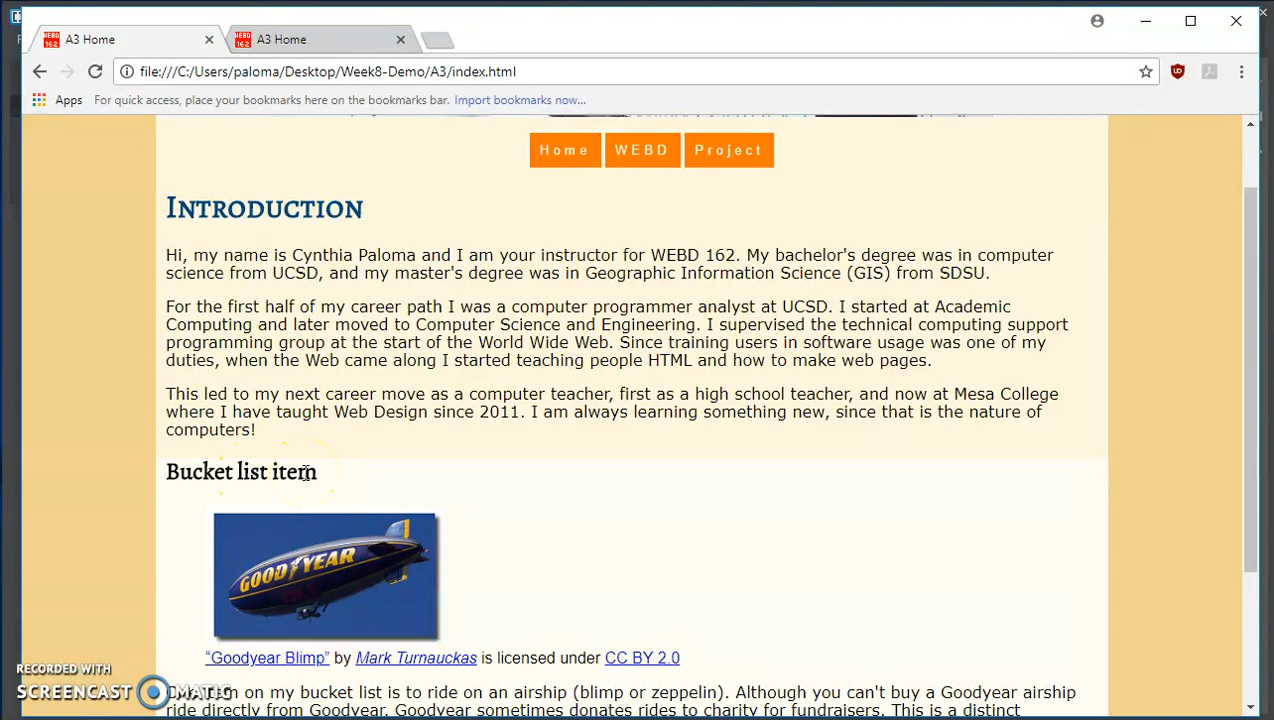 A3 Home
A3 Home
file:///C:/Users/paloma/Desktop/Week8-Demo/A3/index.html
Apps For quick access, place your bookmarks here on the bookmarks bar. Import bookmarks now...
Home WEBD Project
Introduction
Hi, my name is Cynthia Paloma and I am your instructor for WEBD 162. My bachelor's degree was in computer
science from UCSD, and my master's degree was in Geographic Information Science (GIS) from SDSU.
For the first half of my career path I was a computer programmer analyst at UCSD. I started at Academic
Computing and later moved to Computer Science and Engineering. I supervised the technical computing support
programming group at the start of the World Wide Web. Since training users in software usage was one of my
duties, when the Web came along I started teaching people HTML and how to make web pages.
This led to my next career move as a computer teacher, first as a high school teacher, and now at Mesa College
where I have taught Web Design since 2011. I am always learning something new, since that is the nature of
computers!
Bucket list item
GOODYEAR
“Goodyear Blimp” by Mark Turnauckas is licensed under CC BY 2.0
item on my bucket list is to ride on an airship (blimp or zeppelin). Although you can't buy a Goodyear airship
ride directly from Goodyear, Goodyear sometimes donates rides to charity for fundraisers. This is a distinct
RECORDED WITH
SCREENCAST MATIC